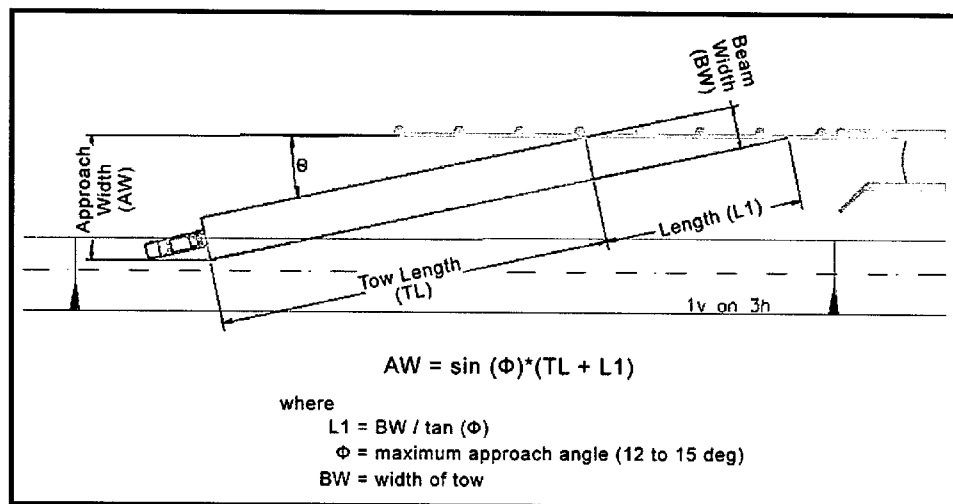 Beam
Width
(BW)
Approach
Width
(AW)
Θ
Length (L1)
Tow Length
(TL)
1v on 3h
AW = sin (Φ)*(TL + L1)
where
L1 = BW / tan (Φ)
Φ = maximum approach angle (12 to 15 deg)
BW = width of tow